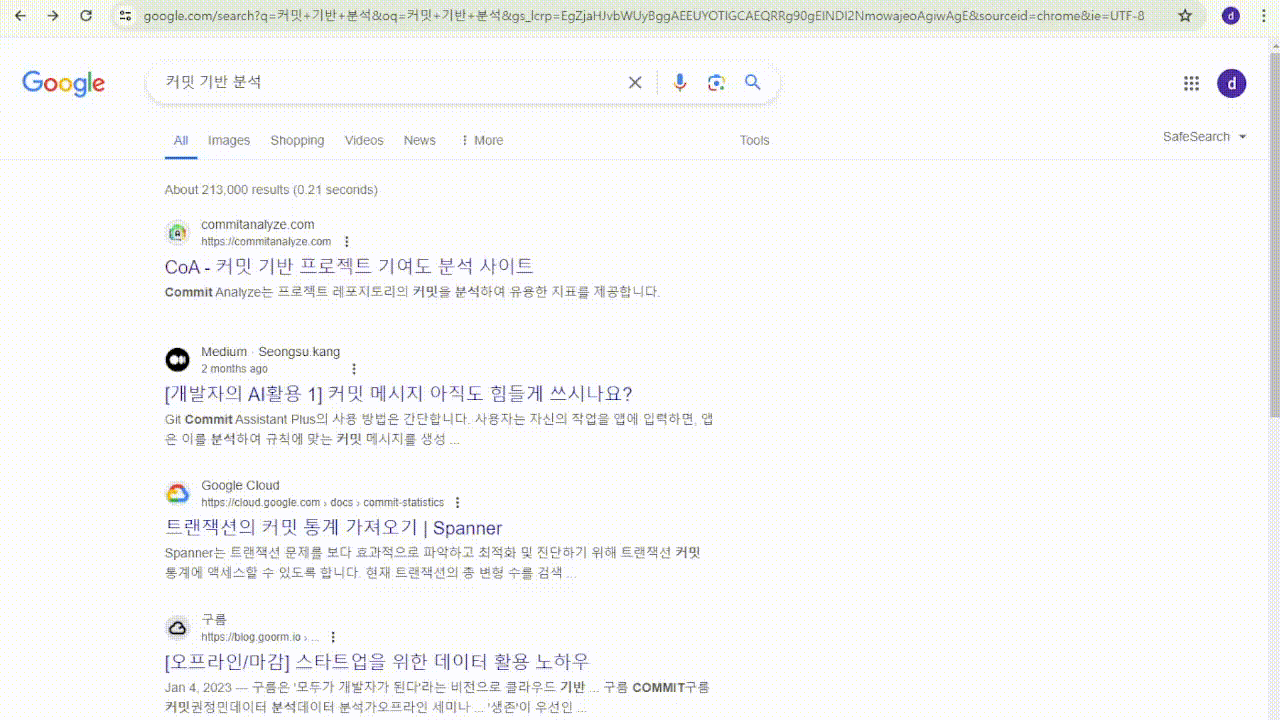 google.com/search?q=커밋+기반+분석&oq=커밋+기반+분석&gs_lcrp=EgZjaHJvbWUyBggAEEUYOTIGCAEQRRg90gEINDI2NmowajeoAgiwAgE&sourceid=chrome&ie=UTF-8
d
Google
커밋 기반 분석
d
All Images Shopping Videos News More Tools
SafeSearch
About 213,000 results (0.21 seconds)
commitanalyze.com
https://commitanalyze.com
CoA - 커밋 기반 프로젝트 기여도 분석 사이트
Commit Analyze는 프로젝트 레포지토리의 커밋을 분석하여 유용한 지표를 제공합니다.
Medium · Seongsu.kang
2 months ago
[개발자의 AI활용 1] 커밋 메시지 아직도 힘들게 쓰시나요?
Git Commit Assistant Plus의 사용 방법은 간단합니다. 사용자는 자신의 작업을 앱에 입력하면, 앱
은 이를 분석하여 규칙에 맞는 커밋 메시지를 생성 ...
Google Cloud
https://cloud.google.com › docs › commit-statistics
트랜잭션의 커밋 통계 가져오기 | Spanner
Spanner는 트랜잭션 문제를 보다 효과적으로 파악하고 최적화 및 진단하기 위해 트랜잭션 커밋
통계에 액세스할 수 있도록 합니다. 현재 트랜잭션의 총 변형 수를 검색 ...
구름
https://blog.goorm.io › ...
[오프라인/마감] 스타트업을 위한 데이터 활용 노하우
Jan 4, 2023 — 구름은 '모두가 개발자가 된다'라는 비전으로 클라우드 기반 ... 구름 COMMIT구름
커밋권정민데이터 분석데이터 분석가오프라인 세미나 ... '생존'이 우선인 ...